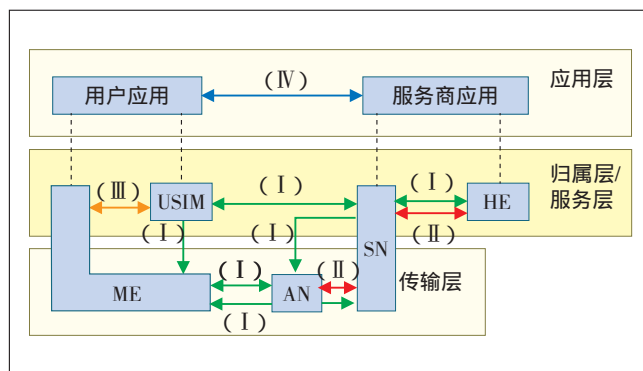 （Ⅳ）
用户应用
服务商应用
应用层
（Ⅲ）
USIM
（Ⅰ）
（Ⅰ）
HE
归属层/
服务层
（Ⅰ）
（Ⅰ）
（Ⅱ）
SN
（Ⅰ）
（Ⅱ）
ME
AN
传输层
（Ⅰ）